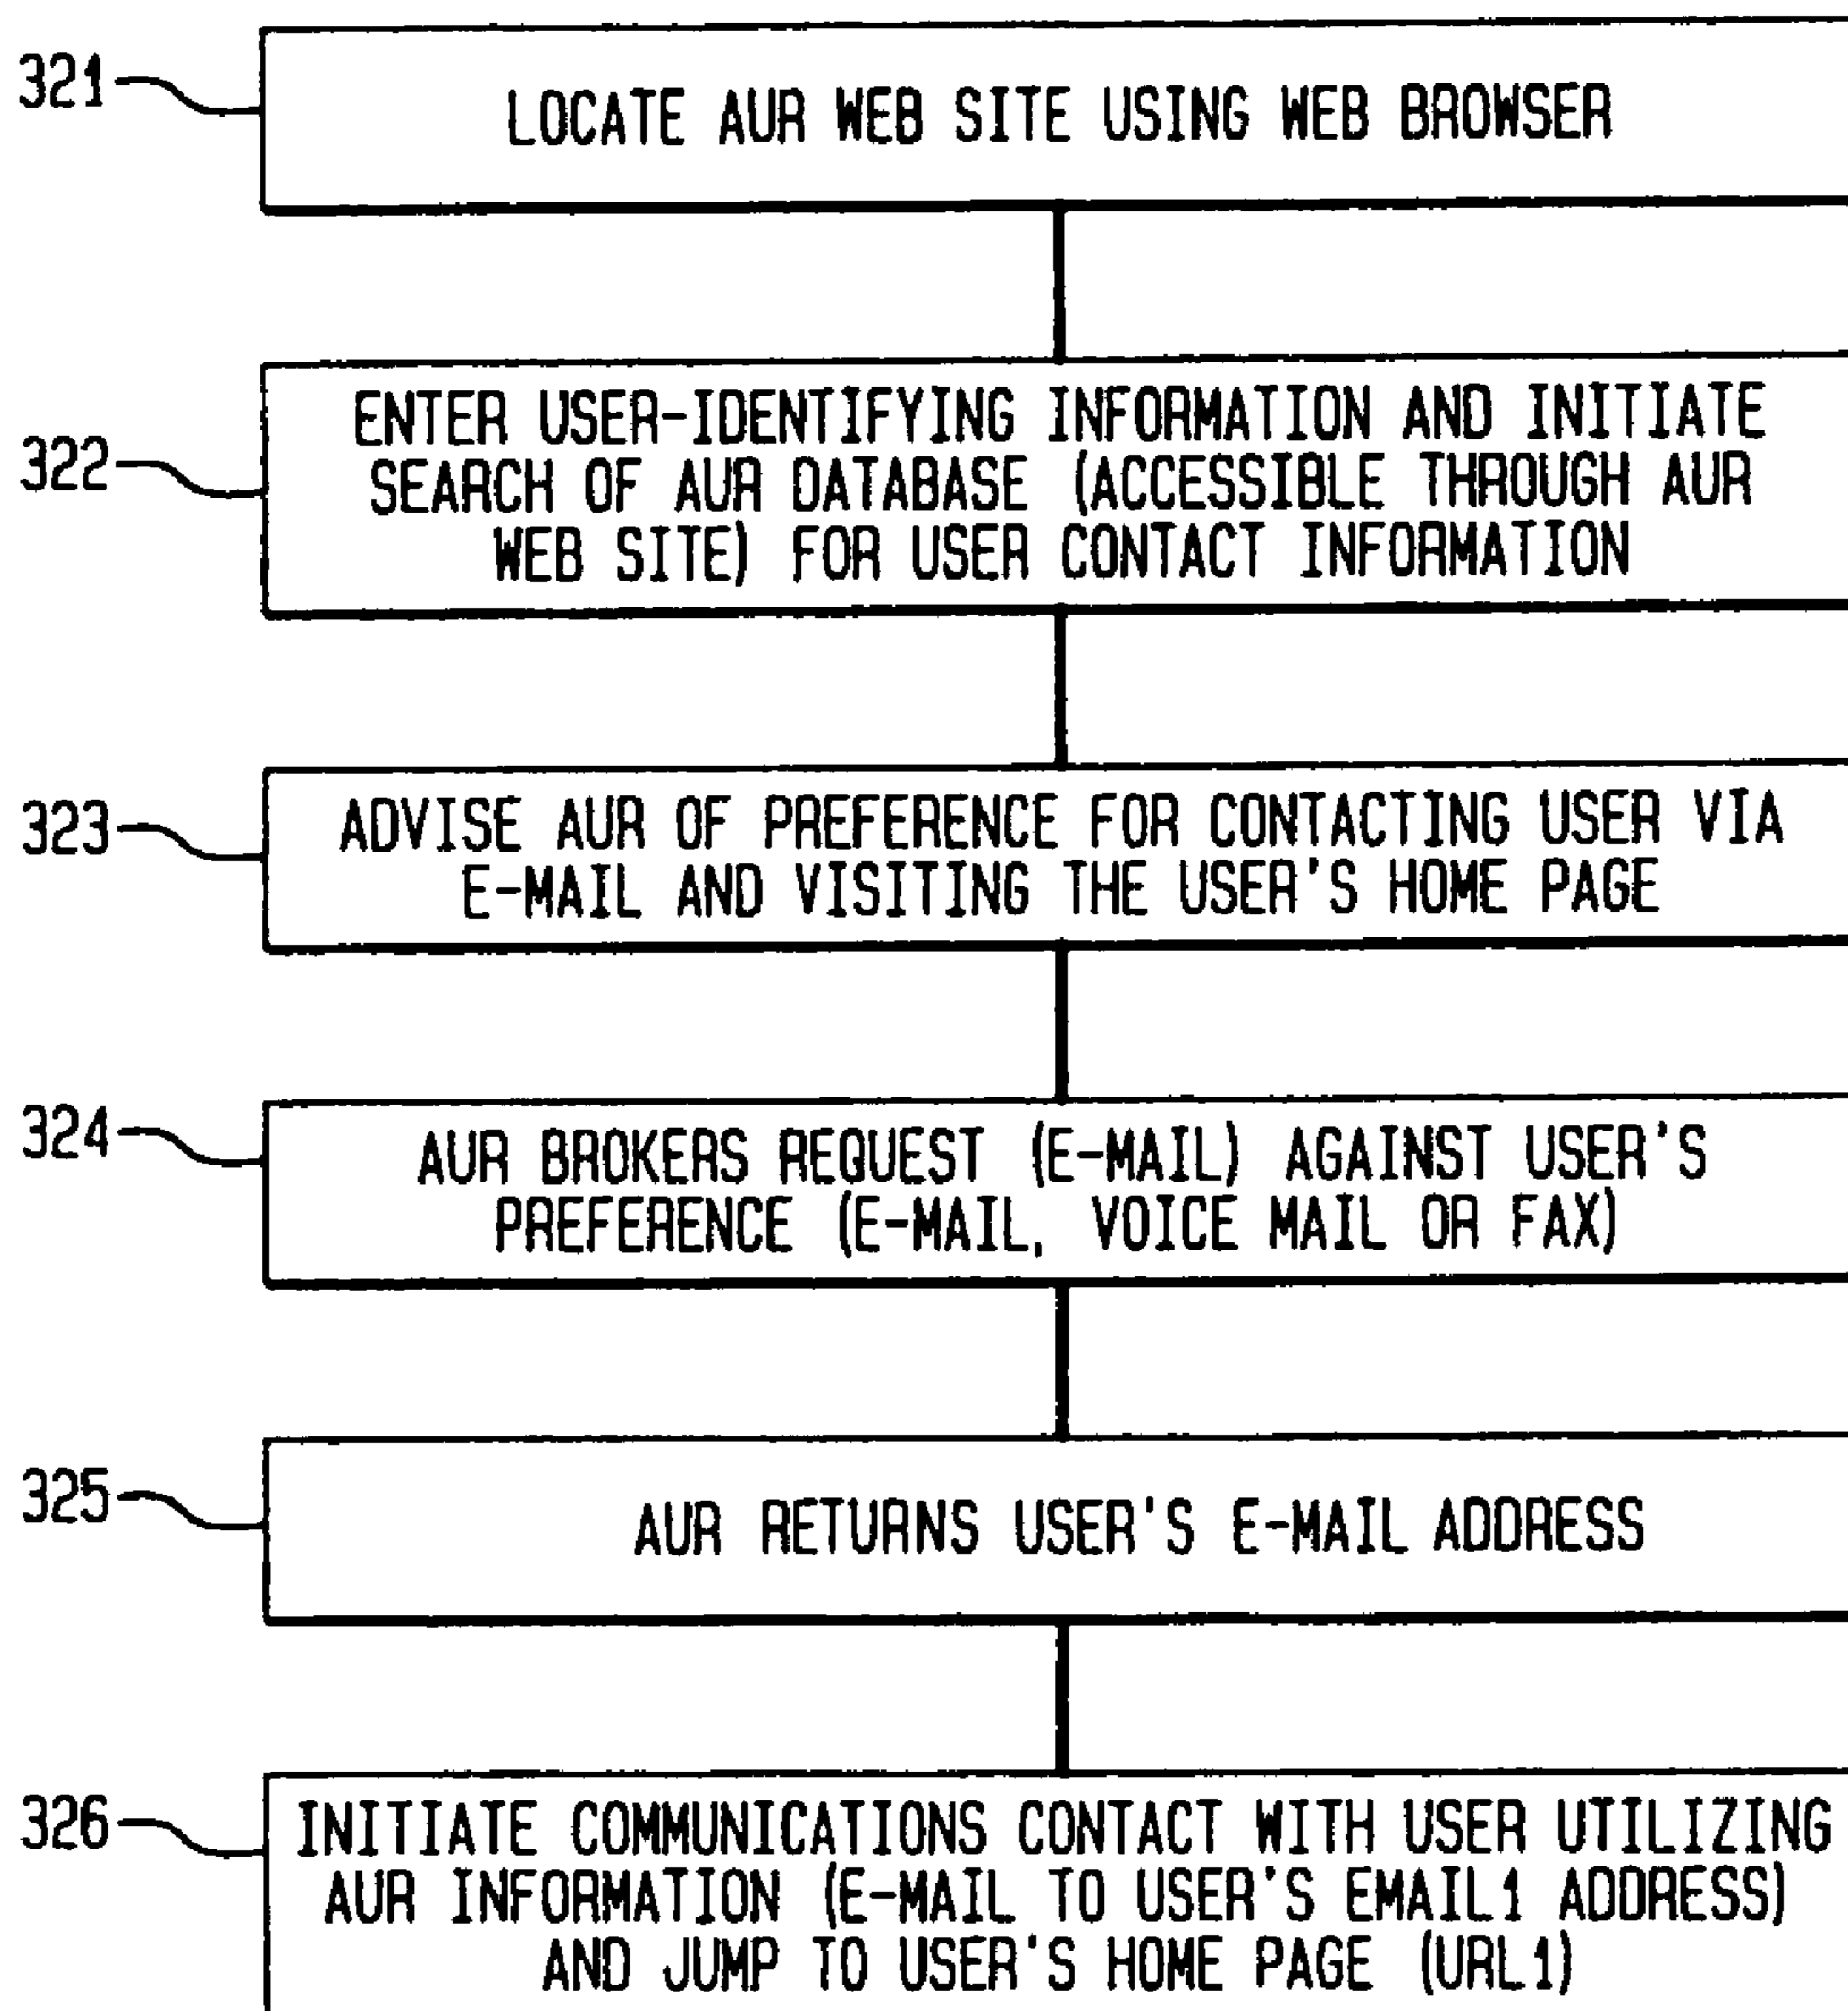 321
LOCATE AUR WEB SITE USING WEB BROWSER
322
ENTER USER-IDENTIFYING INFORMATION AND INITIATE
SEARCH OF AUR DATABASE (ACCESSIBLE THROUGH AUR
WEB SITE) FOR USER CONTACT INFORMATION
323
ADVISE AUR OF PREFERENCE FOR CONTACTING USER VIA
E-MAIL AND VISITING THE USER'S HOME PAGE
324
AUR BROKERS REQUEST (E-MAIL) AGAINST USER'S
PREFERENCE (E-MAIL, VOICE MAIL OR FAX)
325
AUR RETURNS USER'S E-MAIL ADDRESS
326
INITIATE COMMUNICATIONS CONTACT WITH USER UTILIZING
AUR INFORMATION (E-MAIL TO USER'S EMAIL1 ADDRESS)
AND JUMP TO USER'S HOME PAGE (URL1)